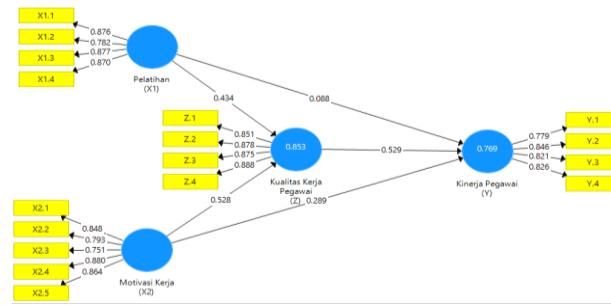 X1.1
X1.2
X1.3
X1.4
0.876
0.782
0.877
0.870
Pelatihan
(X1)
0.434
0.088
Z.1
Z.2
Z.3
Z.4
0.851
0.878
0.875
0.888
0.853
Kualitas Kerja
Pegawai
(Z)
0.529
0.769
Kinerja Pegawai
(Y)
0.779
0.846
0.821
0.826
Y.1
Y.2
Y.3
Y.4
0.528
0.289
X2.1
X2.2
X2.3
X2.4
X2.5
0.848
0.793
0.751
0.880
0.864
Motivasi Kerja
(X2)